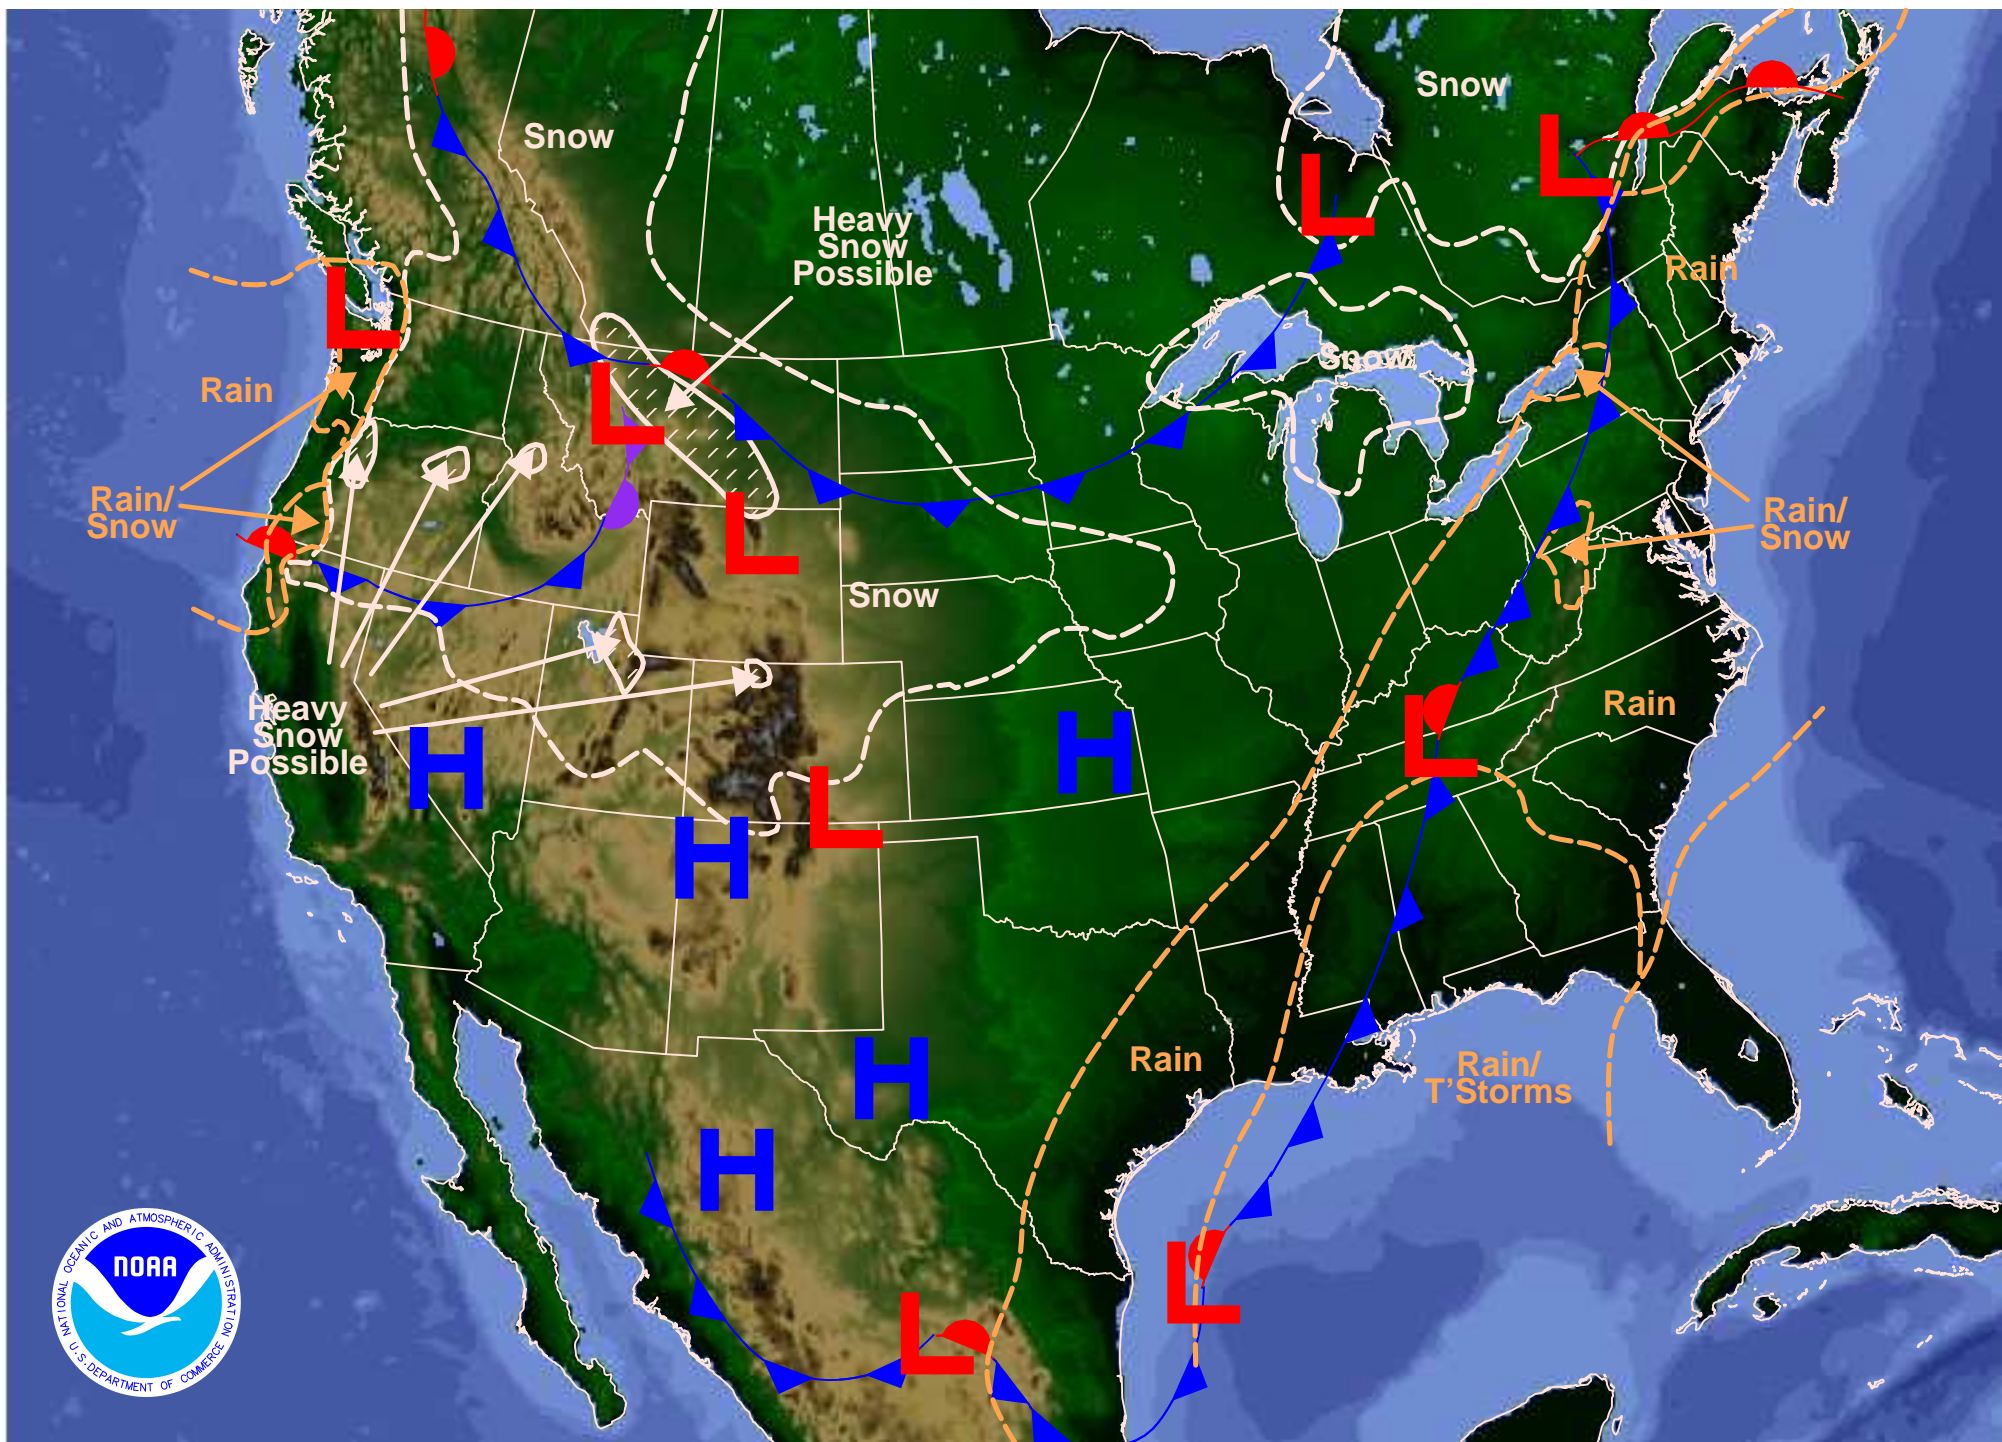 Snow
Snow
Heavy
Snow
Possible
L
L
L
Rain
L
Snow
Rain
L
Rain/
Snow
L
Rain/
Snow
Snow
Heavy
Snow
Possible
H
H
L
Rain
L
H
H
Rain
Rain/
T'Storms
H
L
L
NATIONAL OCEANIC AND ATMOSPHERIC ADMINISTRATION
NOAA
U.S. DEPARTMENT OF COMMERCE